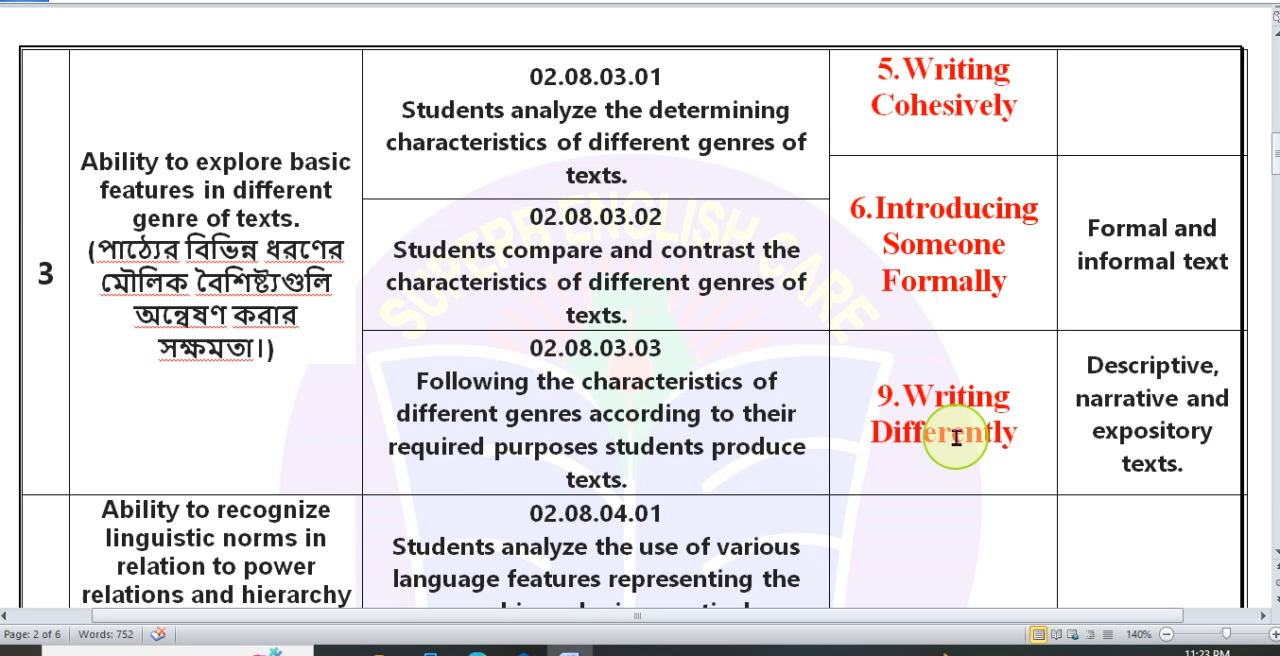 3
Ability to explore basic
features in different
genre of texts.
(পাঠ্যের বিভিন্ন ধরণের
মৌলিক বৈশিষ্ট্যগুলি
অন্বেষণ করার
সক্ষমতা।)
02.08.03.01
Students analyze the determining
characteristics of different genres of
texts.
02.08.03.02
Students compare and contrast the
characteristics of different genres of
texts.
02.08.03.03
Following the characteristics of
different genres according to their
required purposes students produce
texts.
5.Writing
Cohesively
6.Introducing
Someone
Formally
Formal and
informal text
9.Writing
Differently
Descriptive,
narrative and
expository
texts.
Ability to recognize
linguistic norms in
relation to power
relations and hierarchy
02.08.04.01
Students analyze the use of various
language features representing the
SUPERB ENGLISH CARE
Page: 2 of 6
Words: 752
140%
11:23 PM